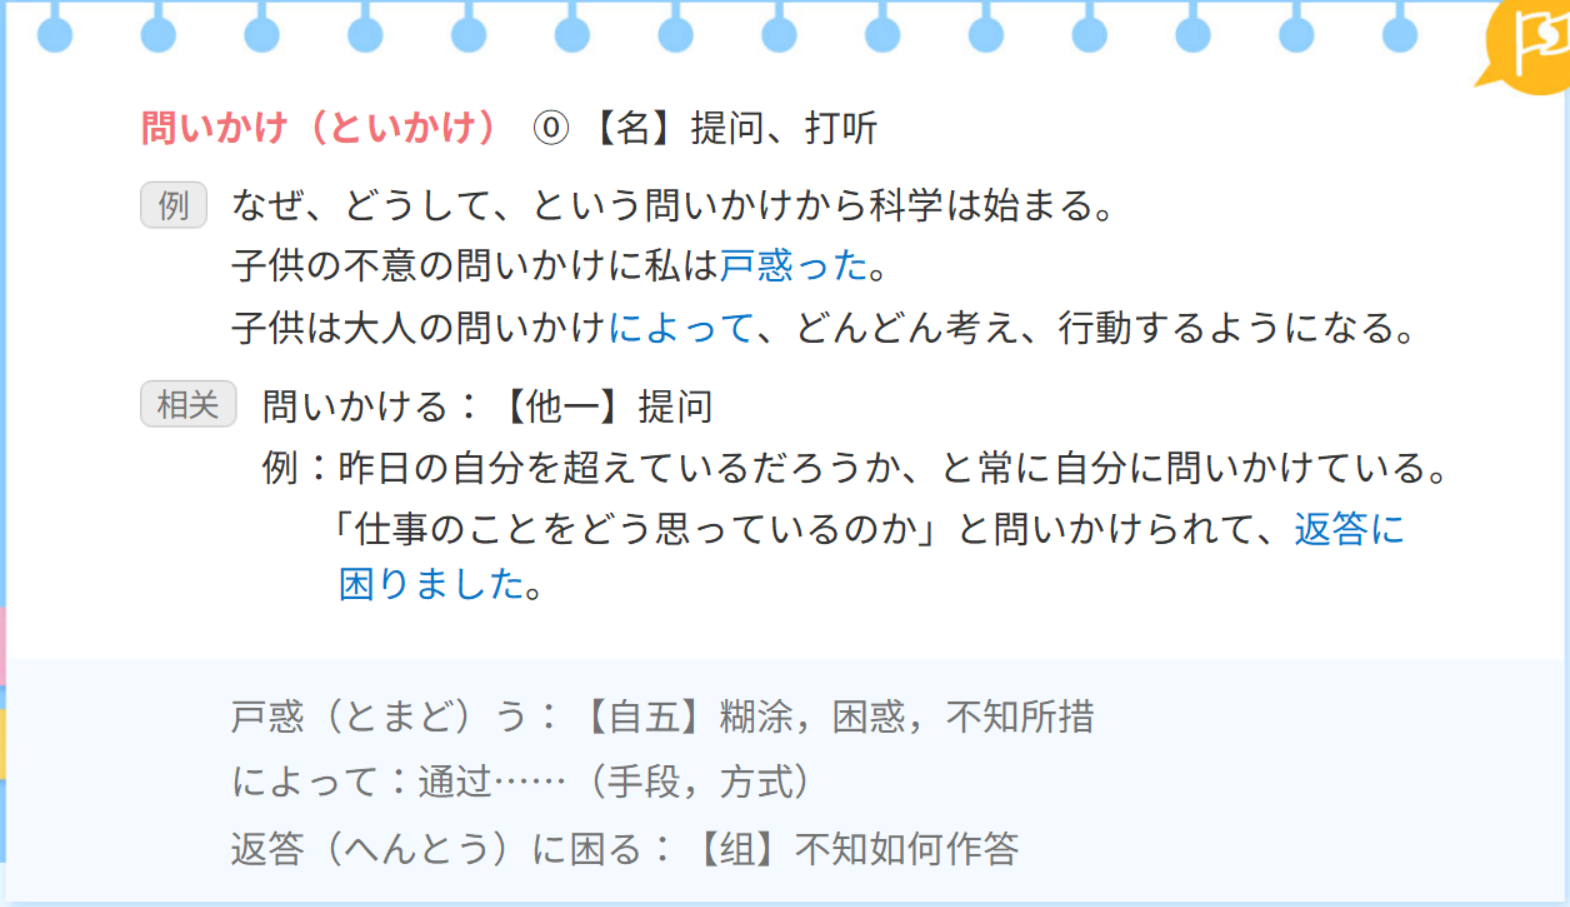 問いかけ（といかけ） ⓪ 【名】提问、打听
例 なぜ、どうして、という問いかけから科学は始まる。
子供の不意の問いかけに私は戸惑った。
子供は大人の問いかけによって、どんどん考え、行動するようになる。
相关 問いかける：【他一】提问
例：昨日の自分を超えているだろうか、と常に自分に問いかけている。
「仕事のことをどう思っているのか」と問いかけられて、返答に
困りました。
戸惑（とまど）う：【自五】糊涂，困惑，不知所措
によって：通过……（手段，方式）
返答（へんとう）に困る：【组】不知如何作答